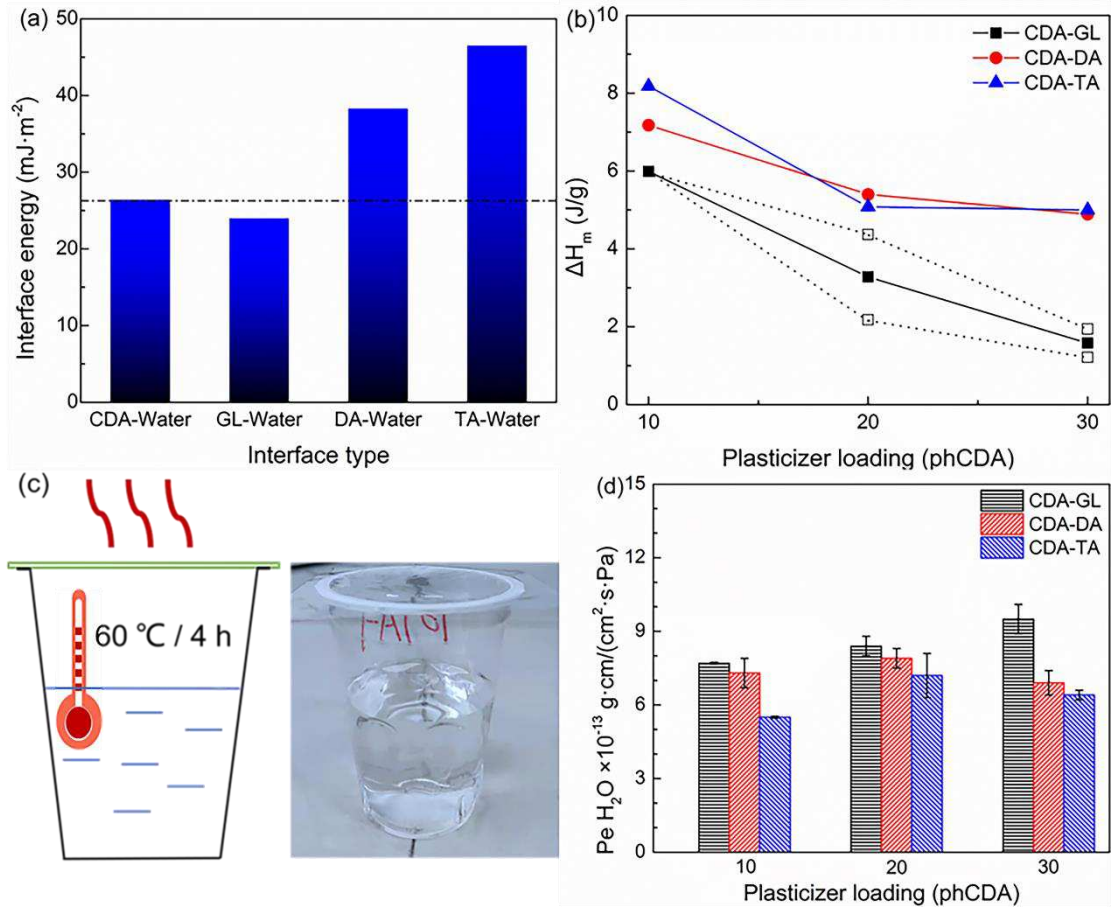 (a)
50
40
30
20
10
0
Interface energy (mJ·m⁻²)
CDA-Water GL-Water DA-Water TA-Water
Interface type
(b)
10
8
6
4
2
0
ΔHₘ (J/g)
CDA-GL
CDA-DA
CDA-TA
10 20 30
Plasticizer loading (phCDA)
(c)
60 ℃ / 4 h
(d)
15
12
9
6
3
0
Pe H₂O ×10⁻¹³ g·cm/(cm²·s·Pa)
CDA-GL
CDA-DA
CDA-TA
10 20 30
Plasticizer loading (phCDA)